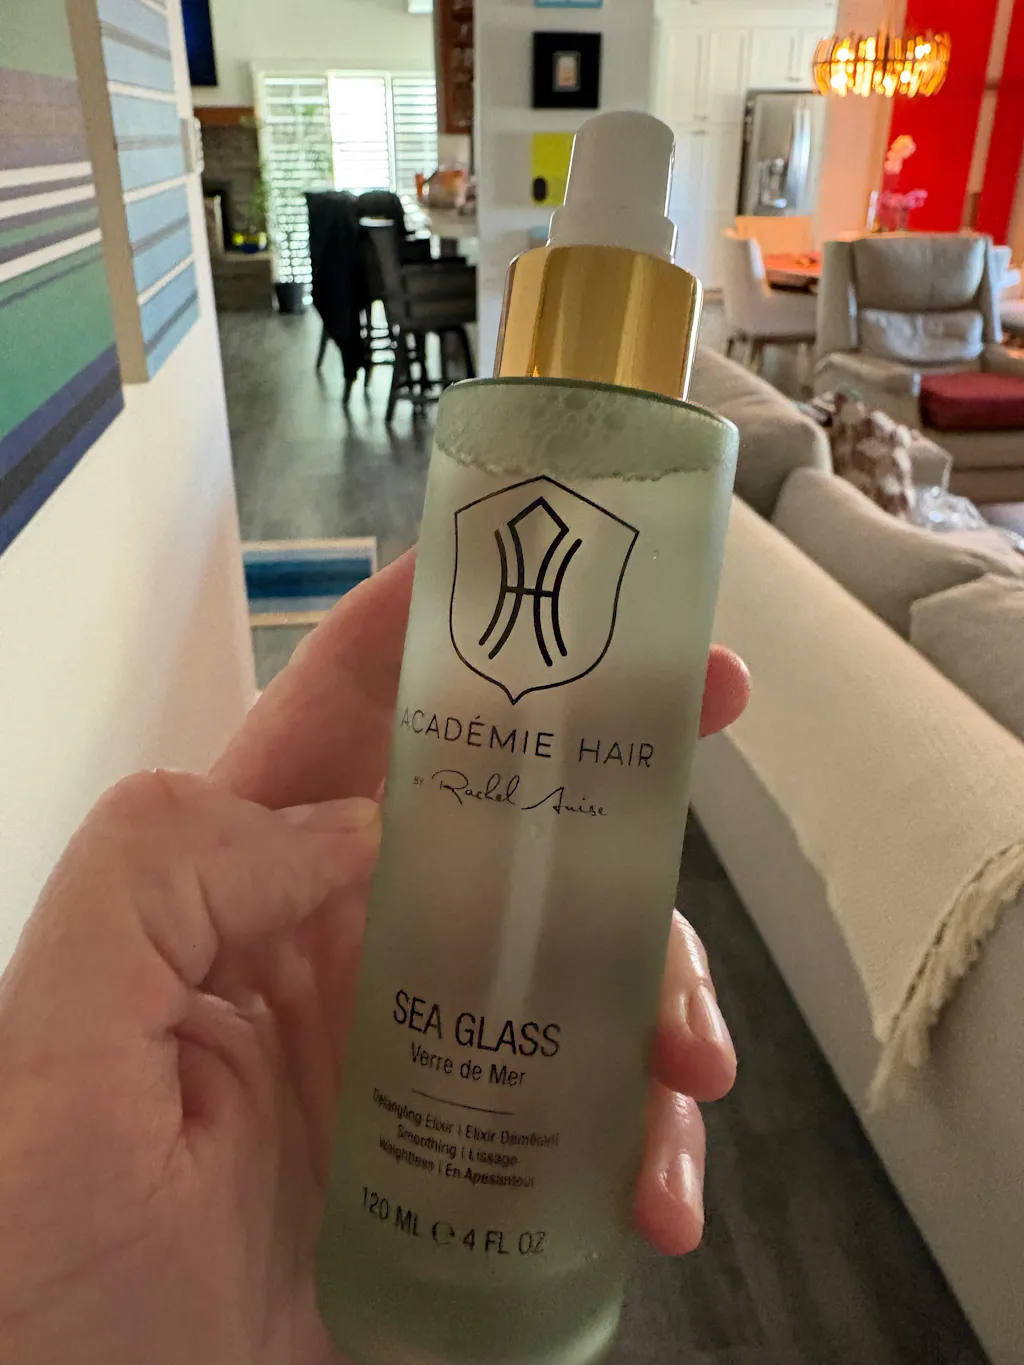 ACADÉMIE HAIR
BY Rachel Anise
SEA GLASS
Verre de Mer
Detangling Elixir | Elixir Démêlant
Smoothing | Lissage
Weightless | En Apesanteur
120 ML ℮ 4 FL OZ